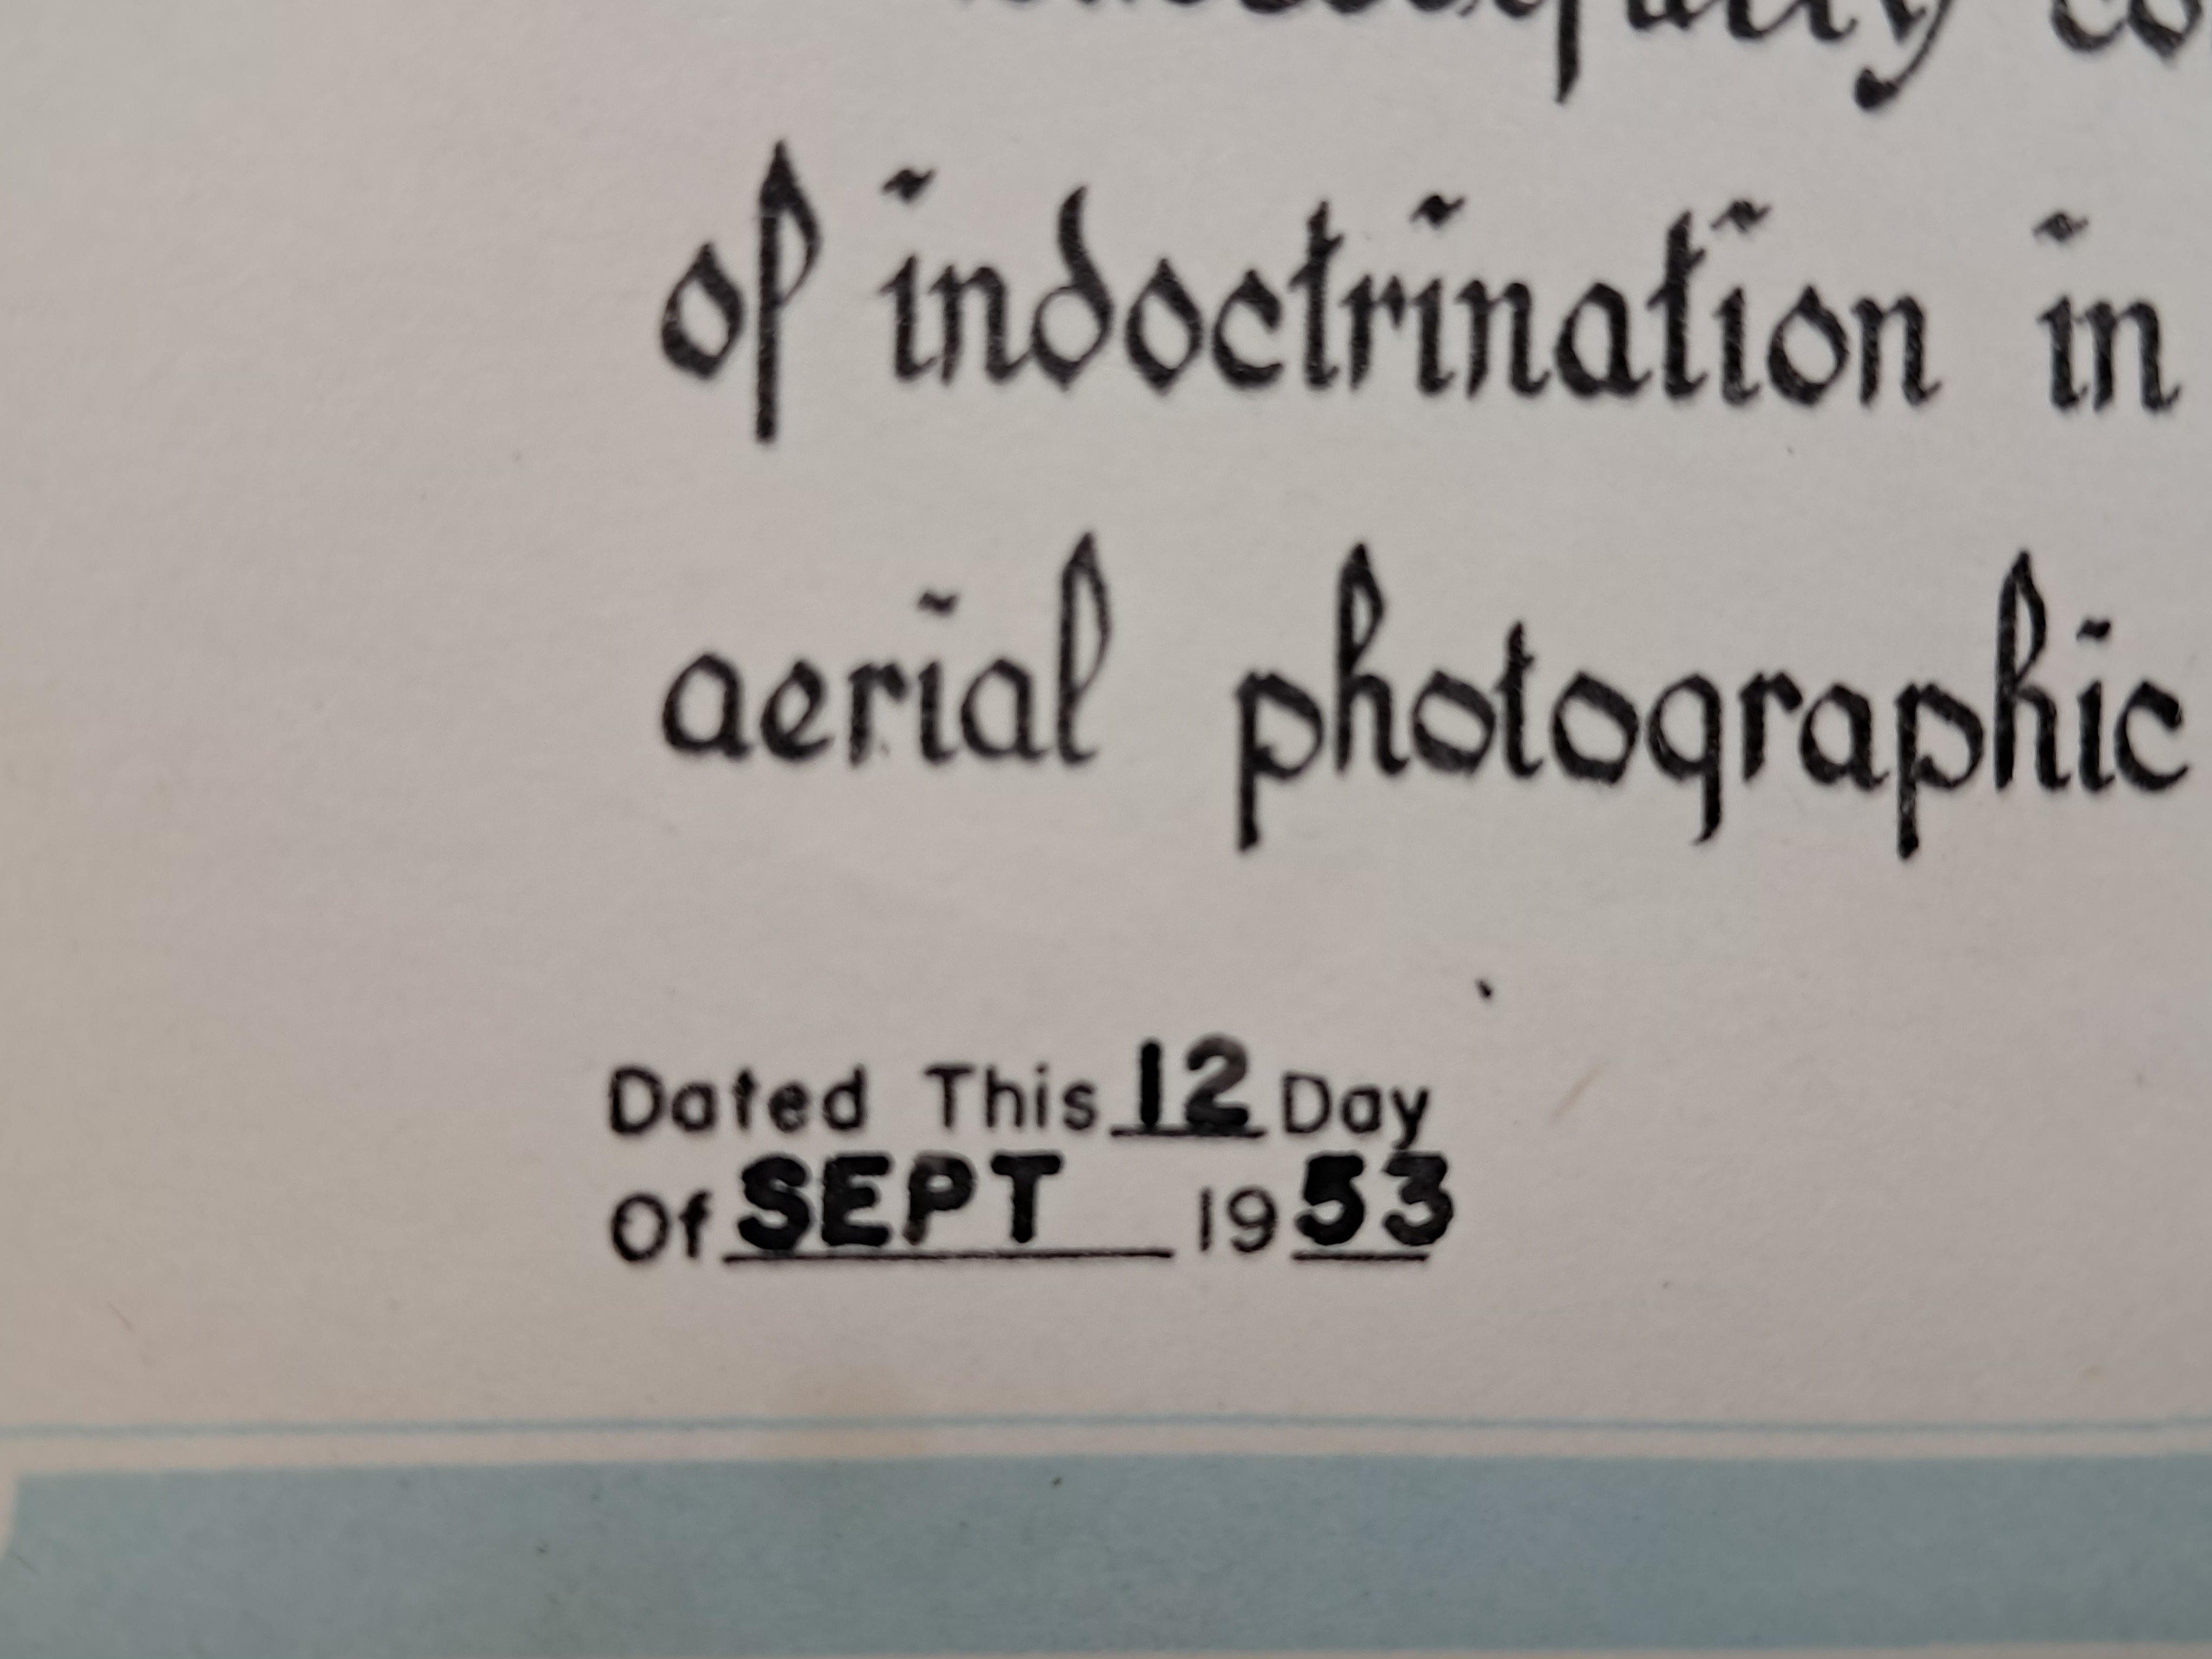 of indoctrination in
aerial photographic
Dated This 12 Day
Of SEPT 1953